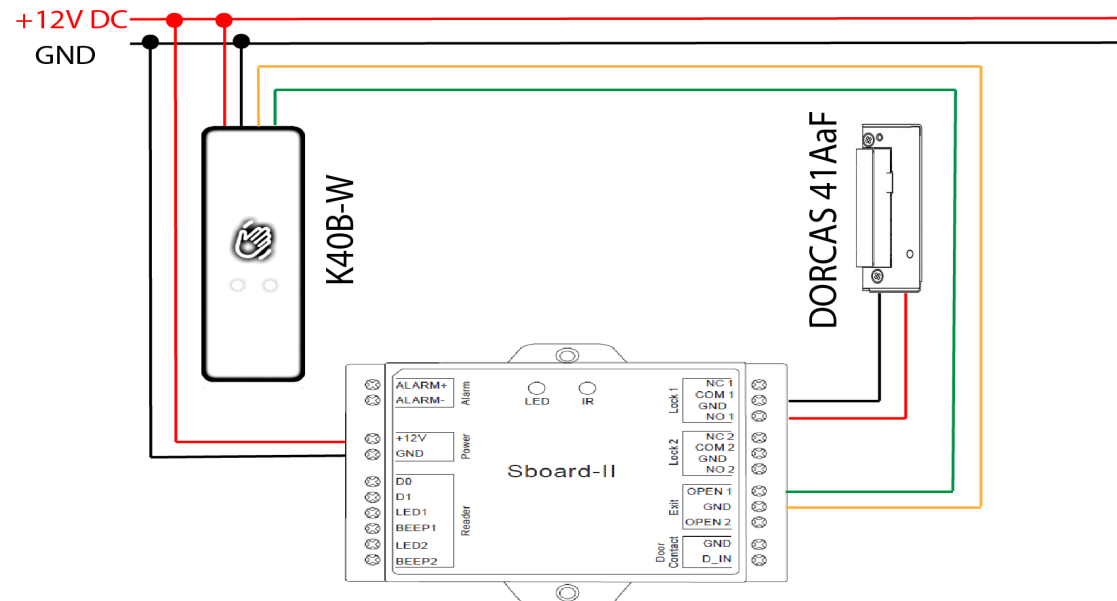 +12V DC
GND
K40B-W
DORCAS 41AaF
ALARM+
ALARM-
Alarm
LED
IR
Lock 1
NC 1
COM 1
GND
NO 1
+12V
GND
Power
Sboard-II
Lock 2
NC 2
COM 2
GND
NO 2
D0
D1
LED1
BEEP1
LED2
BEEP2
Reader
Exit
OPEN 1
GND
OPEN 2
Door
Contact
GND
D_IN